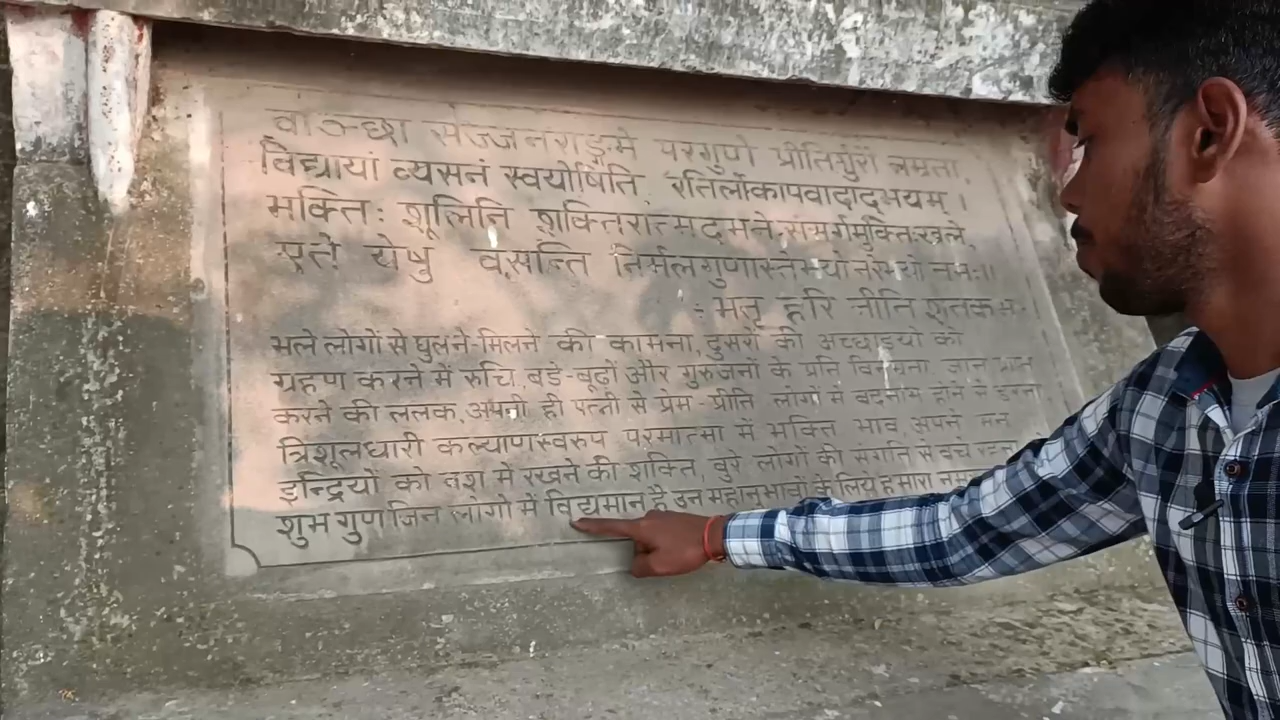 वाञ्छा सज्जनसङ्गमे परगुणे प्रीतिर्गुरौ नम्रता,
विद्यायां व्यसनं स्वयोषिति रतिर्लोकापवादाद्भयम् ।
भक्तिः शूलिनि शक्तिरात्मदमने संसर्गमुक्तिःखले,
एते येषु वसन्ति निर्मलगुणास्तेभ्यो नरेभ्यो नमः।।
ः भर्तृ हरि नीति शतकम्
भले लोगों से घुलने-मिलने की कामना, दुसरों की अच्छाइयों को
ग्रहण करने में रुचि, बडे-बूढ़ों और गुरुजनों के प्रति विनम्रता, ज्ञान प्राप्त
करने की ललक, अपनी ही पत्नी से प्रेम-प्रीति लोगों में बदनाम होने से डरना
त्रिशूलधारी कल्याणस्वरुप परमात्मा में भक्ति भाव, अपने मन
इन्द्रियों को वश में रखने की शक्ति, बुरे लोगों की संगति से बचे रहना
शुभ गुण जिन लोगो में विद्यमान है उन महानुभावों के लिये हमारा